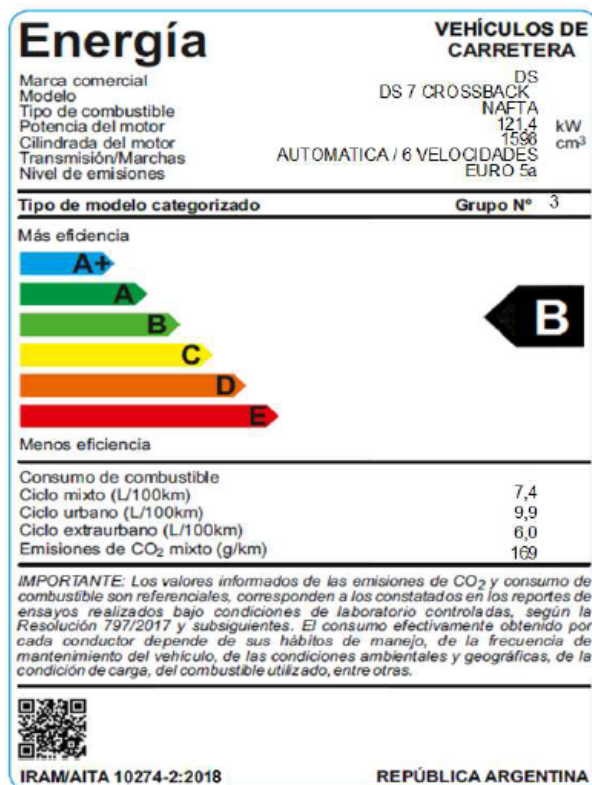 Energía
VEHÍCULOS DE
CARRETERA
Marca comercial DS
Modelo DS 7 CROSSBACK
Tipo de combustible NAFTA
Potencia del motor 121,4 kW
Cilindrada del motor 1598 cm³
Transmisión/Marchas AUTOMATICA / 6 VELOCIDADES
Nivel de emisiones EURO 5a
Tipo de modelo categorizado Grupo Nº 3
Más eficiencia
A+
A
B
B
C
D
E
Menos eficiencia
Consumo de combustible
Ciclo mixto (L/100km) 7,4
Ciclo urbano (L/100km) 9,9
Ciclo extraurbano (L/100km) 6,0
Emisiones de CO₂ mixto (g/km) 169
IMPORTANTE: Los valores informados de las emisiones de CO₂ y consumo de
combustible son referenciales, corresponden a los constatados en los reportes de
ensayos realizados bajo condiciones de laboratorio controladas, según la
Resolución 797/2017 y subsiguientes. El consumo efectivamente obtenido por
cada conductor depende de sus hábitos de manejo, de la frecuencia de
mantenimiento del vehículo, de las condiciones ambientales y geográficas, de la
condición de carga, del combustible utilizado, entre otras.
IRAM/AITA 10274-2:2018 REPÚBLICA ARGENTINA